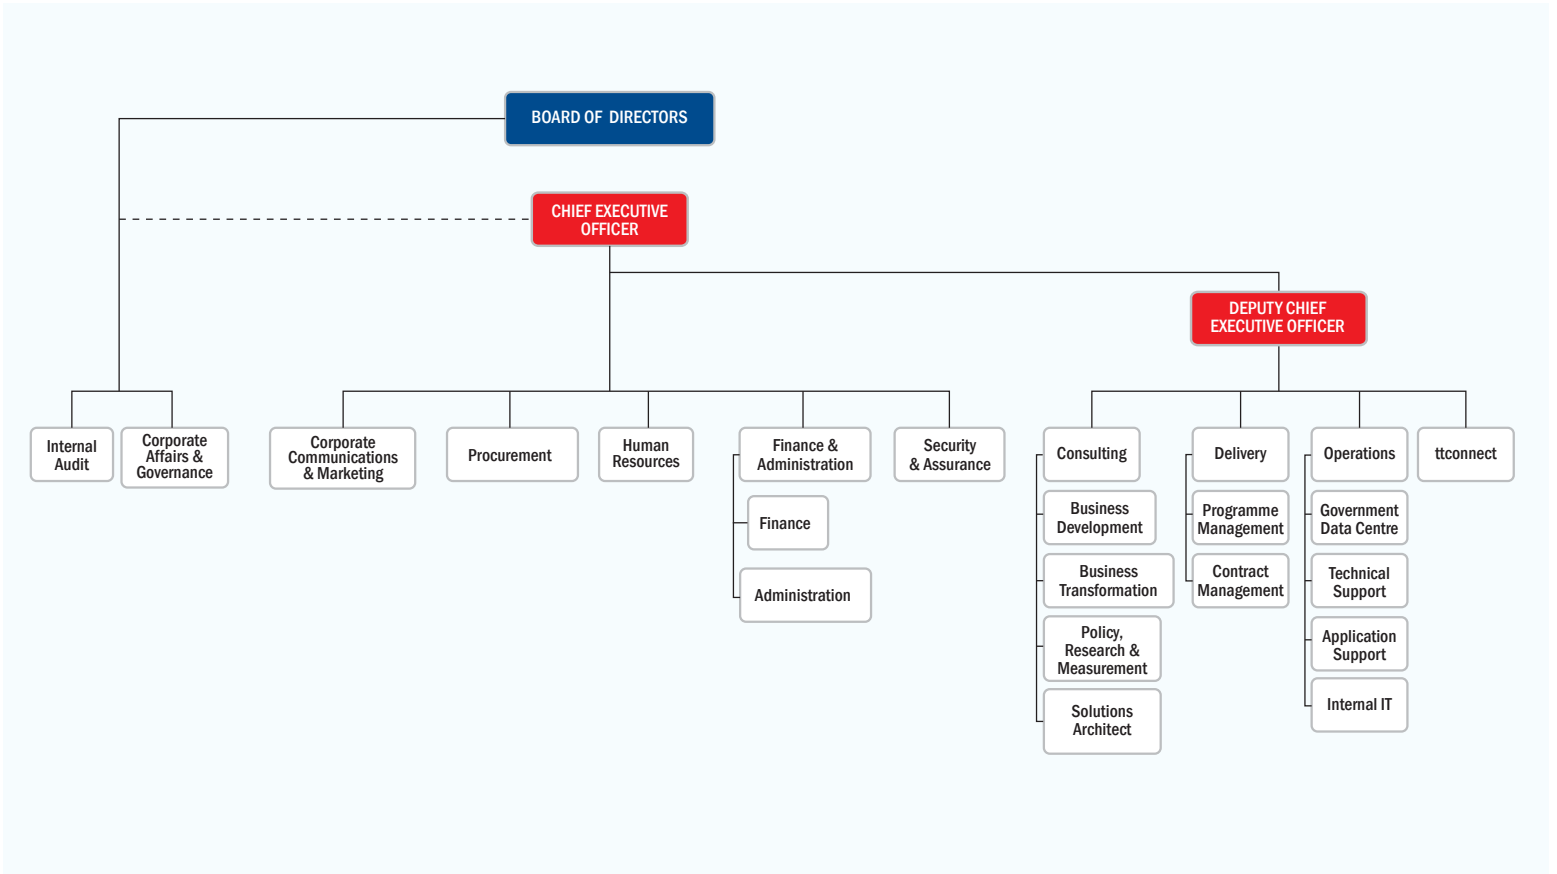 BOARD OF DIRECTORS
CHIEF EXECUTIVE
OFFICER
DEPUTY CHIEF
EXECUTIVE OFFICER
Internal
Audit
Corporate
Affairs &
Governance
Corporate
Communications
& Marketing
Procurement
Human
Resources
Finance &
Administration
Finance
Administration
Security
& Assurance
Consulting
Business
Development
Business
Transformation
Policy,
Research &
Measurement
Solutions
Architect
Delivery
Programme
Management
Contract
Management
Operations
Government
Data Centre
Technical
Support
Application
Support
Internal IT
ttconnect